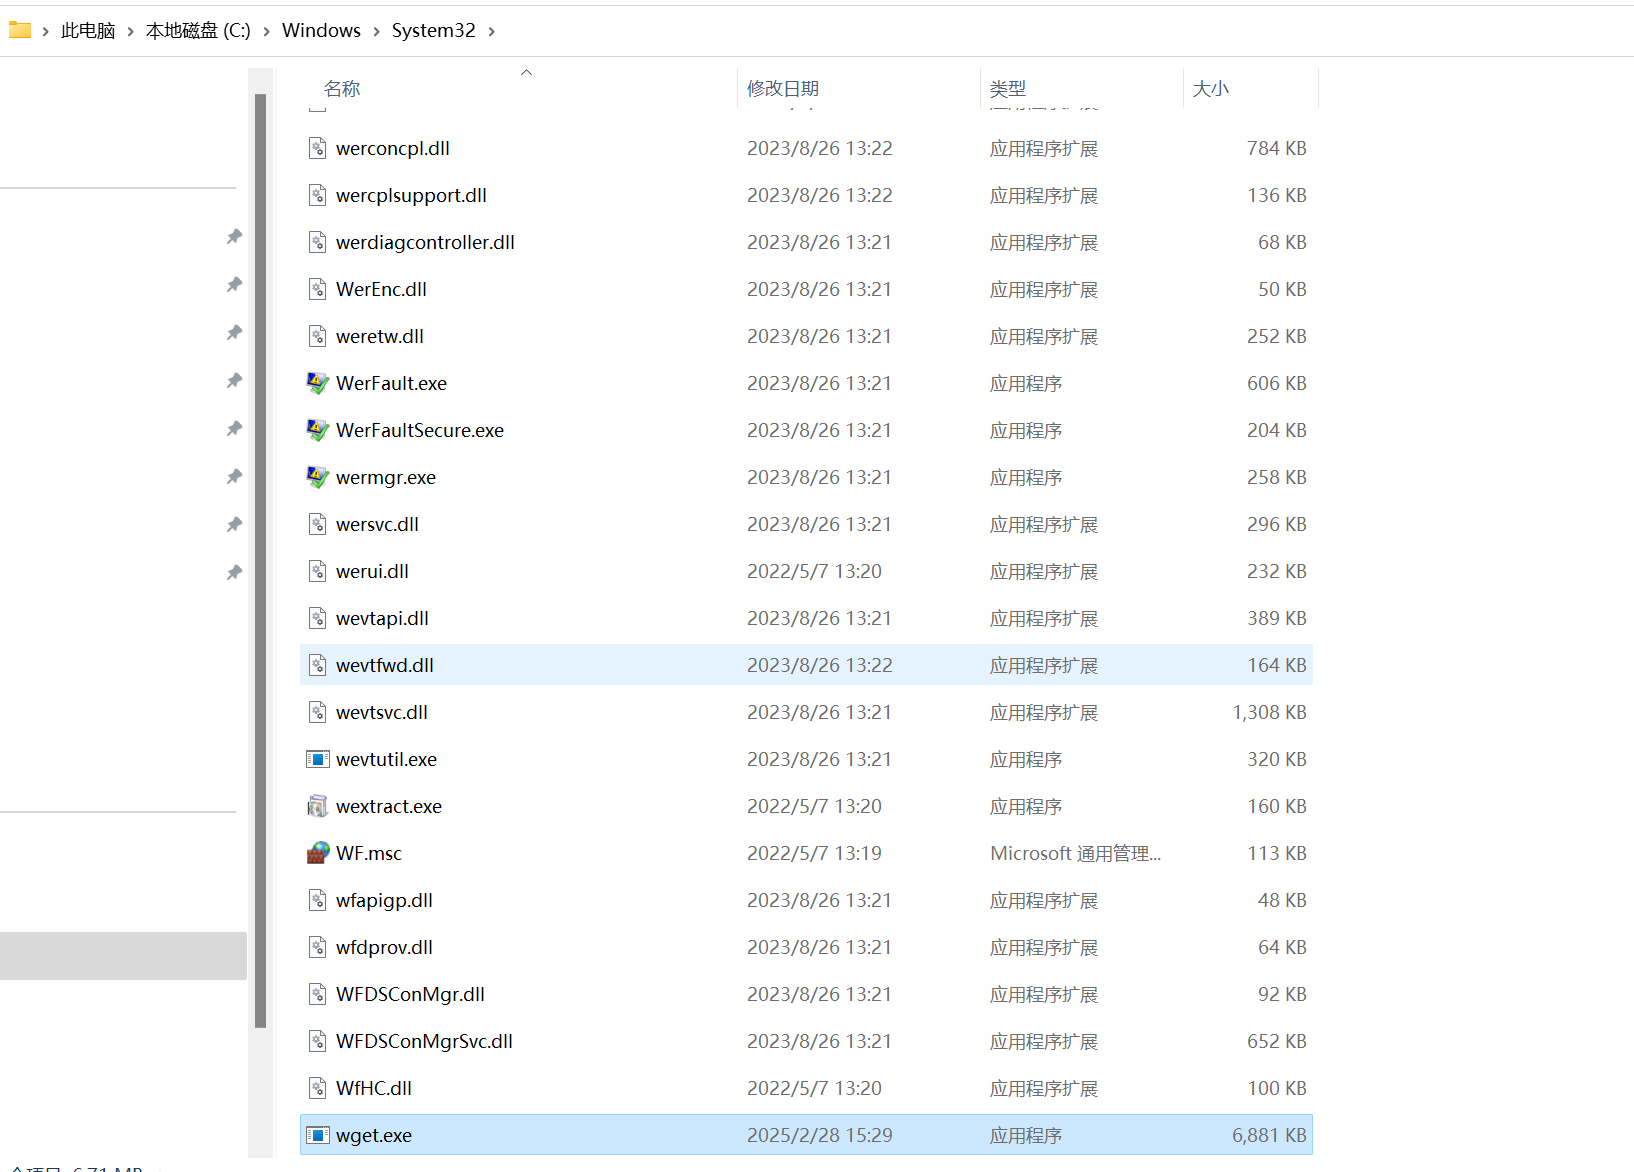 此电脑 › 本地磁盘 (C:) › Windows › System32 ›
名称 修改日期 类型 大小
werconcpl.dll 2023/8/26 13:22 应用程序扩展 784 KB
wercplsupport.dll 2023/8/26 13:22 应用程序扩展 136 KB
werdiagcontroller.dll 2023/8/26 13:21 应用程序扩展 68 KB
WerEnc.dll 2023/8/26 13:21 应用程序扩展 50 KB
weretw.dll 2023/8/26 13:21 应用程序扩展 252 KB
WerFault.exe 2023/8/26 13:21 应用程序 606 KB
WerFaultSecure.exe 2023/8/26 13:21 应用程序 204 KB
wermgr.exe 2023/8/26 13:21 应用程序 258 KB
wersvc.dll 2023/8/26 13:21 应用程序扩展 296 KB
werui.dll 2022/5/7 13:20 应用程序扩展 232 KB
wevtapi.dll 2023/8/26 13:21 应用程序扩展 389 KB
wevtfwd.dll 2023/8/26 13:22 应用程序扩展 164 KB
wevtsvc.dll 2023/8/26 13:21 应用程序扩展 1,308 KB
wevtutil.exe 2023/8/26 13:21 应用程序 320 KB
wextract.exe 2022/5/7 13:20 应用程序 160 KB
WF.msc 2022/5/7 13:19 Microsoft 通用管理... 113 KB
wfapigp.dll 2023/8/26 13:21 应用程序扩展 48 KB
wfdprov.dll 2023/8/26 13:21 应用程序扩展 64 KB
WFDSConMgr.dll 2023/8/26 13:21 应用程序扩展 92 KB
WFDSConMgrSvc.dll 2023/8/26 13:21 应用程序扩展 652 KB
WfHC.dll 2022/5/7 13:20 应用程序扩展 100 KB
wget.exe 2025/2/28 15:29 应用程序 6,881 KB
个项目 6.71 MB